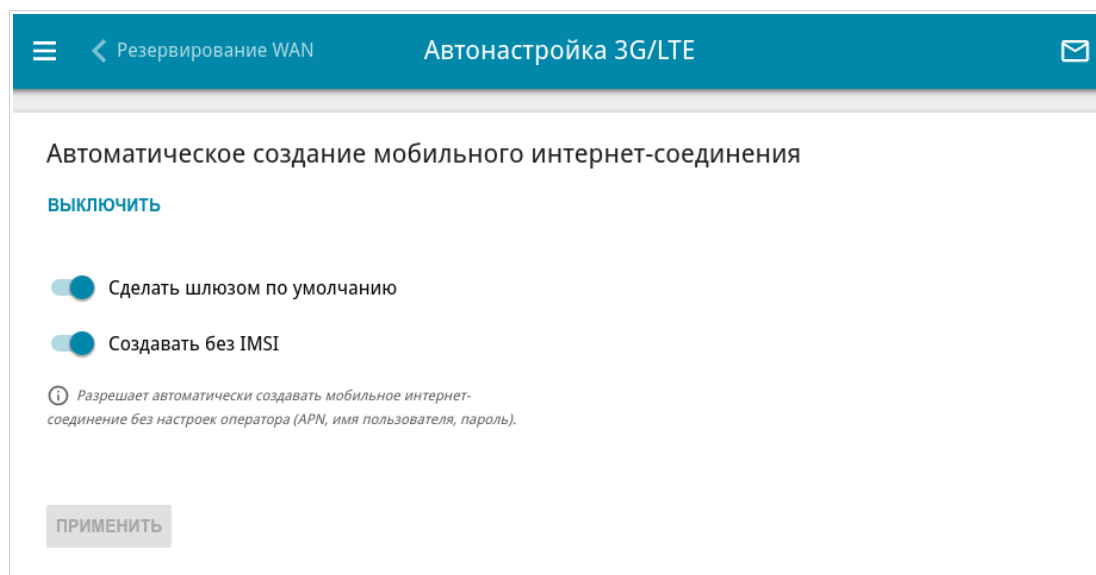 Резервирование WAN
Автонастройка 3G/LTE
Автоматическое создание мобильного интернет-соединения
ВЫКЛЮЧИТЬ
Сделать шлюзом по умолчанию
Создавать без IMSI
Разрешает автоматически создавать мобильное интернет-
соединение без настроек оператора (APN, имя пользователя, пароль).
ПРИМЕНИТЬ